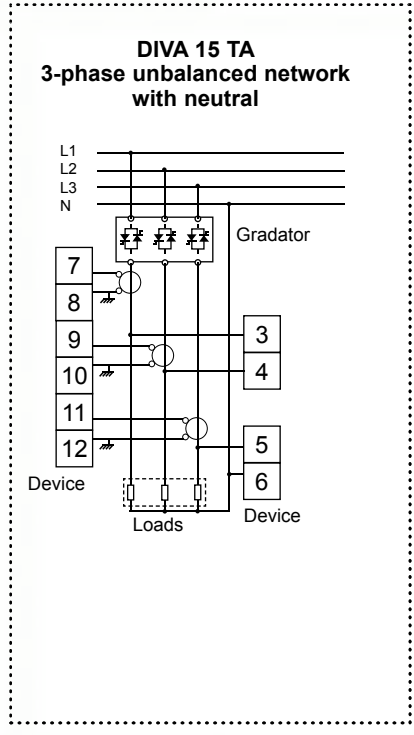 DIVA 15 TA
3-phase unbalanced network
with neutral
L1
L2
L3
N
Gradator
7
8
9
10
11
12
3
4
5
6
Device
Loads
Device